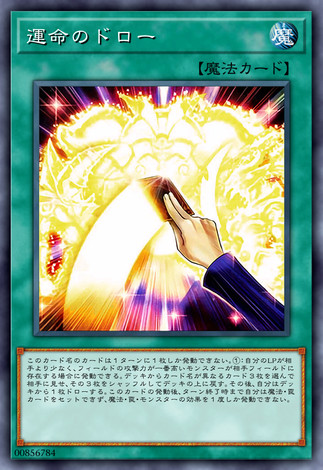 運命のドロー
魔
【魔法カード】
このカード名のカードは1ターンに1枚しか発動できない。①:自分のLPが相
手より少なく、フィールドの攻撃力が一番高いモンスターが相手フィールドに
存在する場合に発動できる。デッキからカード名が異なるカード3枚を選んで
相手に見せ、その3枚をシャッフルしてデッキの上に戻す。その後、自分はデッ
キから1枚ドローする。このカードの発動後、ターン終了時まで自分は魔法・罠
カードをセットできず、魔法・罠・モンスターの効果を1度しか発動できない。
00856784